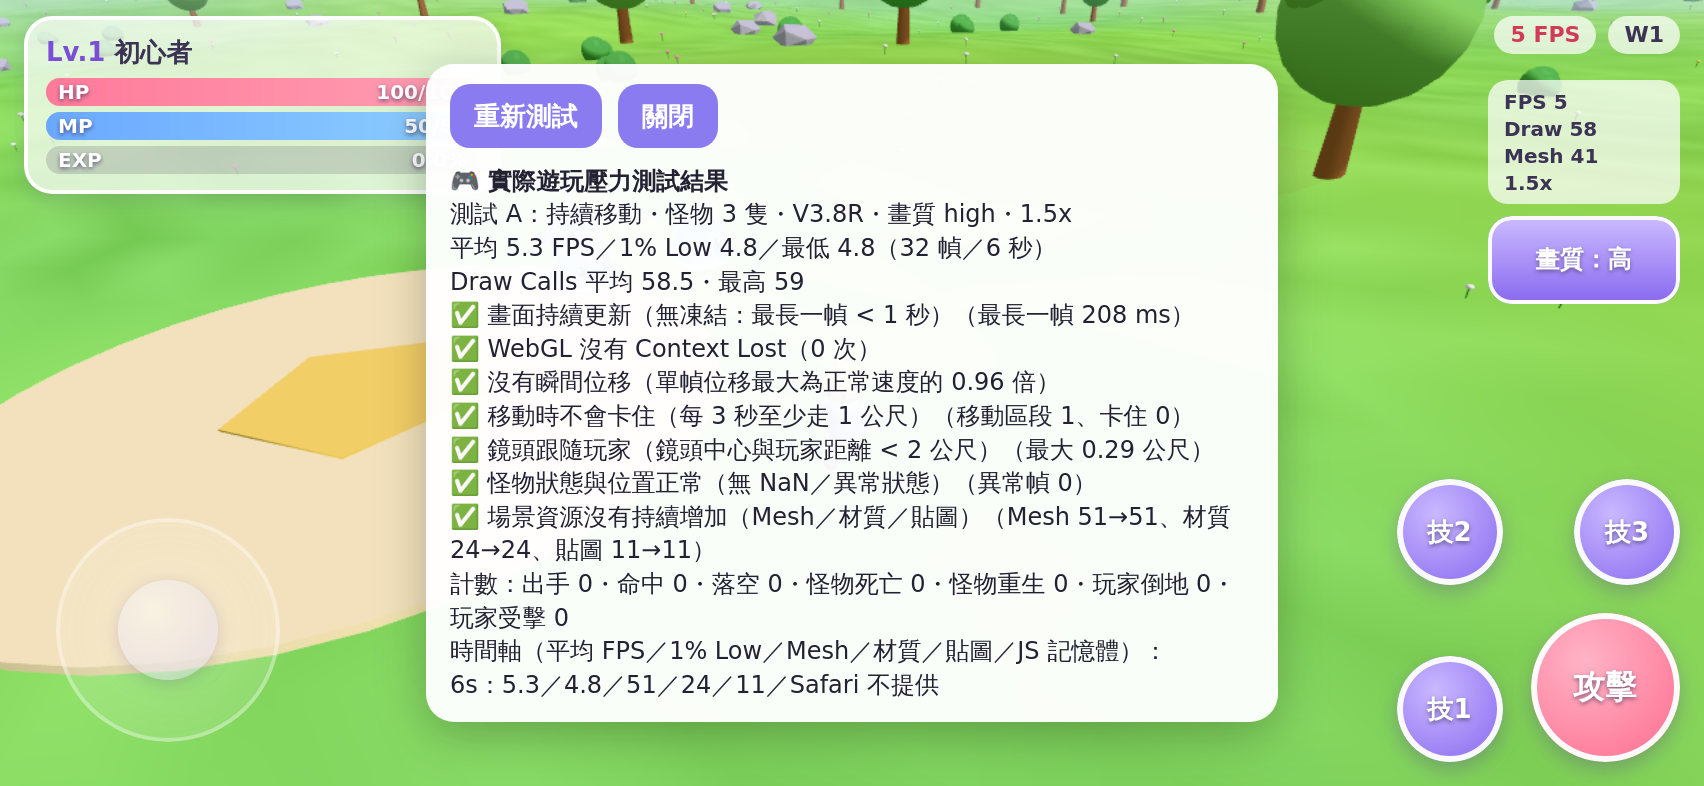 Lv.1 初心者
HP 100/
MP 50
EXP 0
5 FPS
W1
FPS 5
Draw 58
Mesh 41
1.5x
畫質：高
重新測試
關閉
🎮 實際遊玩壓力測試結果
測試 A：持續移動・怪物 3 隻・V3.8R・畫質 high・1.5x
平均 5.3 FPS／1% Low 4.8／最低 4.8（32 幀／6 秒）
Draw Calls 平均 58.5・最高 59
✅ 畫面持續更新（無凍結：最長一幀 < 1 秒）（最長一幀 208 ms）
✅ WebGL 沒有 Context Lost（0 次）
✅ 沒有瞬間位移（單幀位移最大為正常速度的 0.96 倍）
✅ 移動時不會卡住（每 3 秒至少走 1 公尺）（移動區段 1、卡住 0）
✅ 鏡頭跟隨玩家（鏡頭中心與玩家距離 < 2 公尺）（最大 0.29 公尺）
✅ 怪物狀態與位置正常（無 NaN／異常狀態）（異常幀 0）
✅ 場景資源沒有持續增加（Mesh／材質／貼圖）（Mesh 51→51、材質
24→24、貼圖 11→11）
計數：出手 0・命中 0・落空 0・怪物死亡 0・怪物重生 0・玩家倒地 0・
玩家受擊 0
時間軸（平均 FPS／1% Low／Mesh／材質／貼圖／JS 記憶體）：
6s：5.3／4.8／51／24／11／Safari 不提供
技2
技3
技1
攻擊